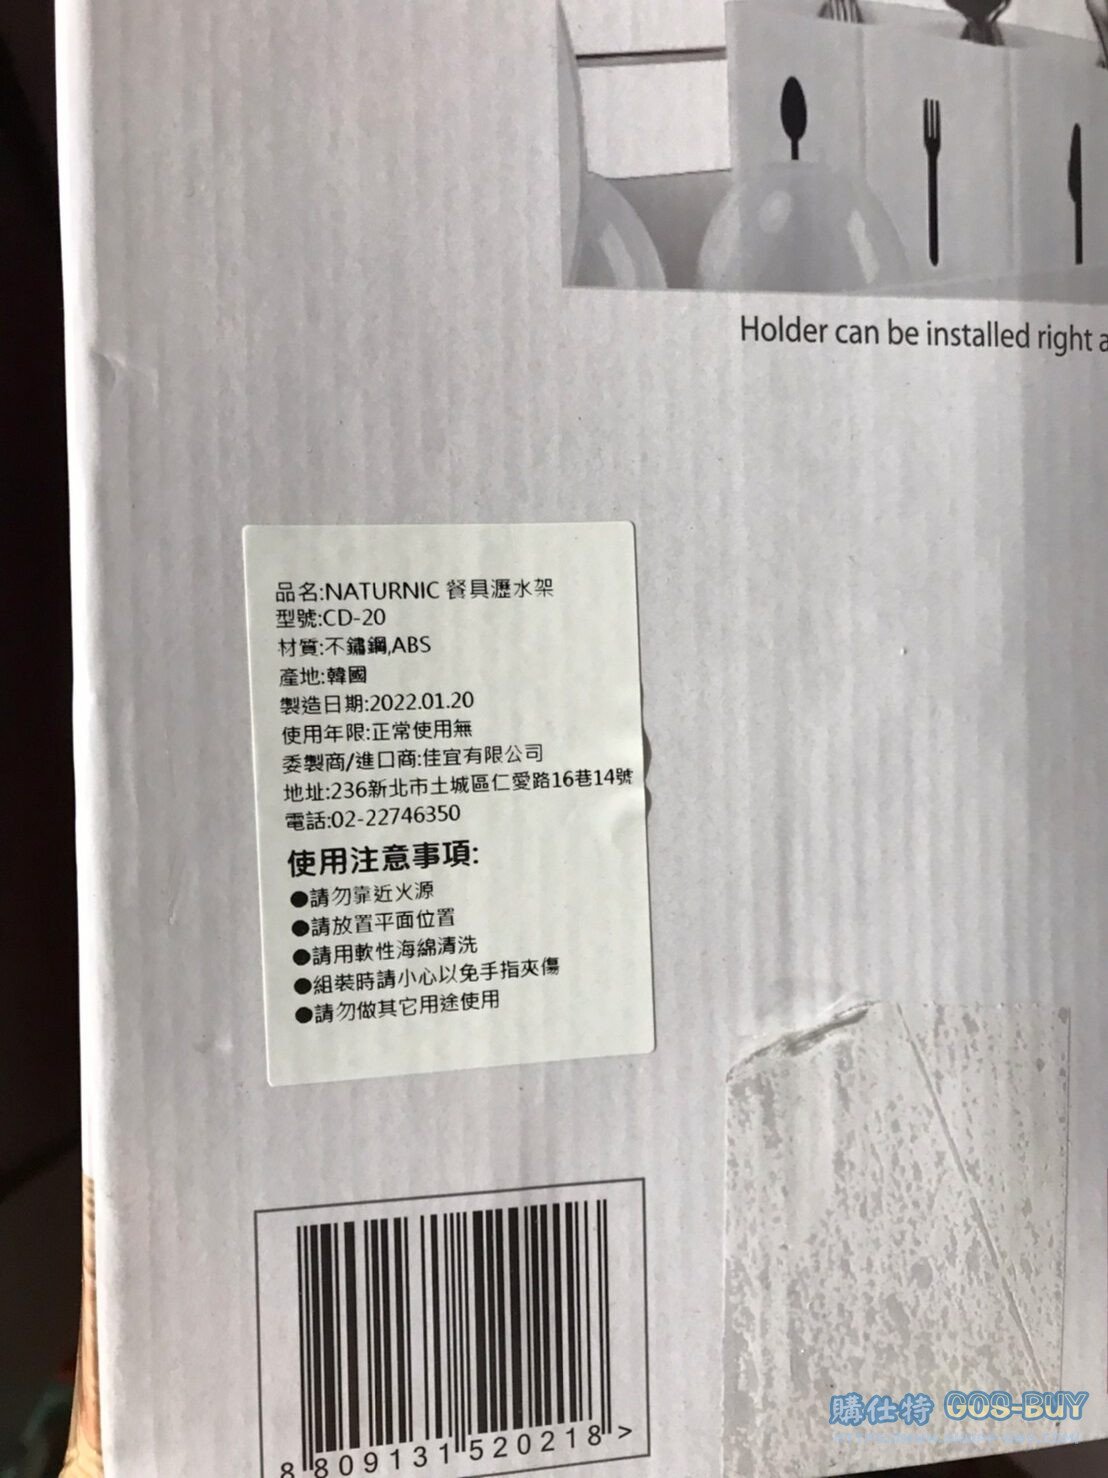 Holder can be installed right a
品名:NATURNIC 餐具瀝水架
型號:CD-20
材質:不鏽鋼,ABS
產地:韓國
製造日期:2022.01.20
使用年限:正常使用無
委製商/進口商:佳宜有限公司
地址:236新北市土城區仁愛路16巷14號
電話:02-22746350
使用注意事項:
●請勿靠近火源
●請放置平面位置
●請用軟性海綿清洗
●組裝時請小心以免手指夾傷
●請勿做其它用途使用
8 809131 520218 >
購仕特 GOS-BUY